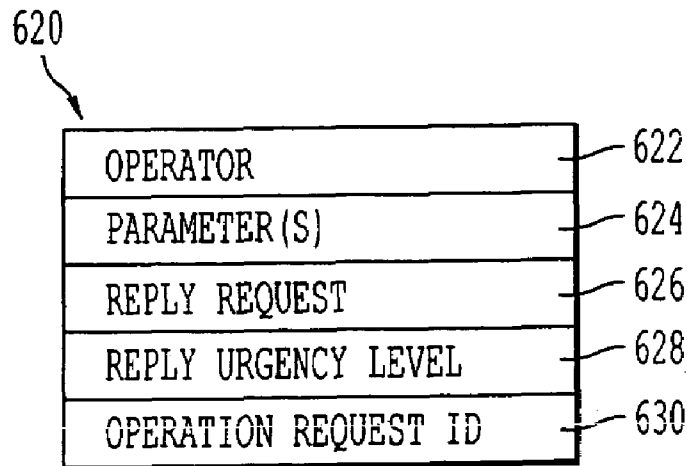 620
OPERATOR 622
PARAMETER(S) 624
REPLY REQUEST 626
REPLY URGENCY LEVEL 628
OPERATION REQUEST ID 630